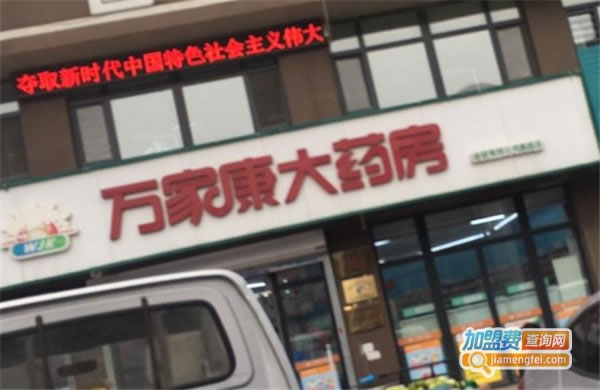 夺取新时代中国特色社会主义伟大
万家康大药房
WJK
加盟费查询网
jiamengfei.com